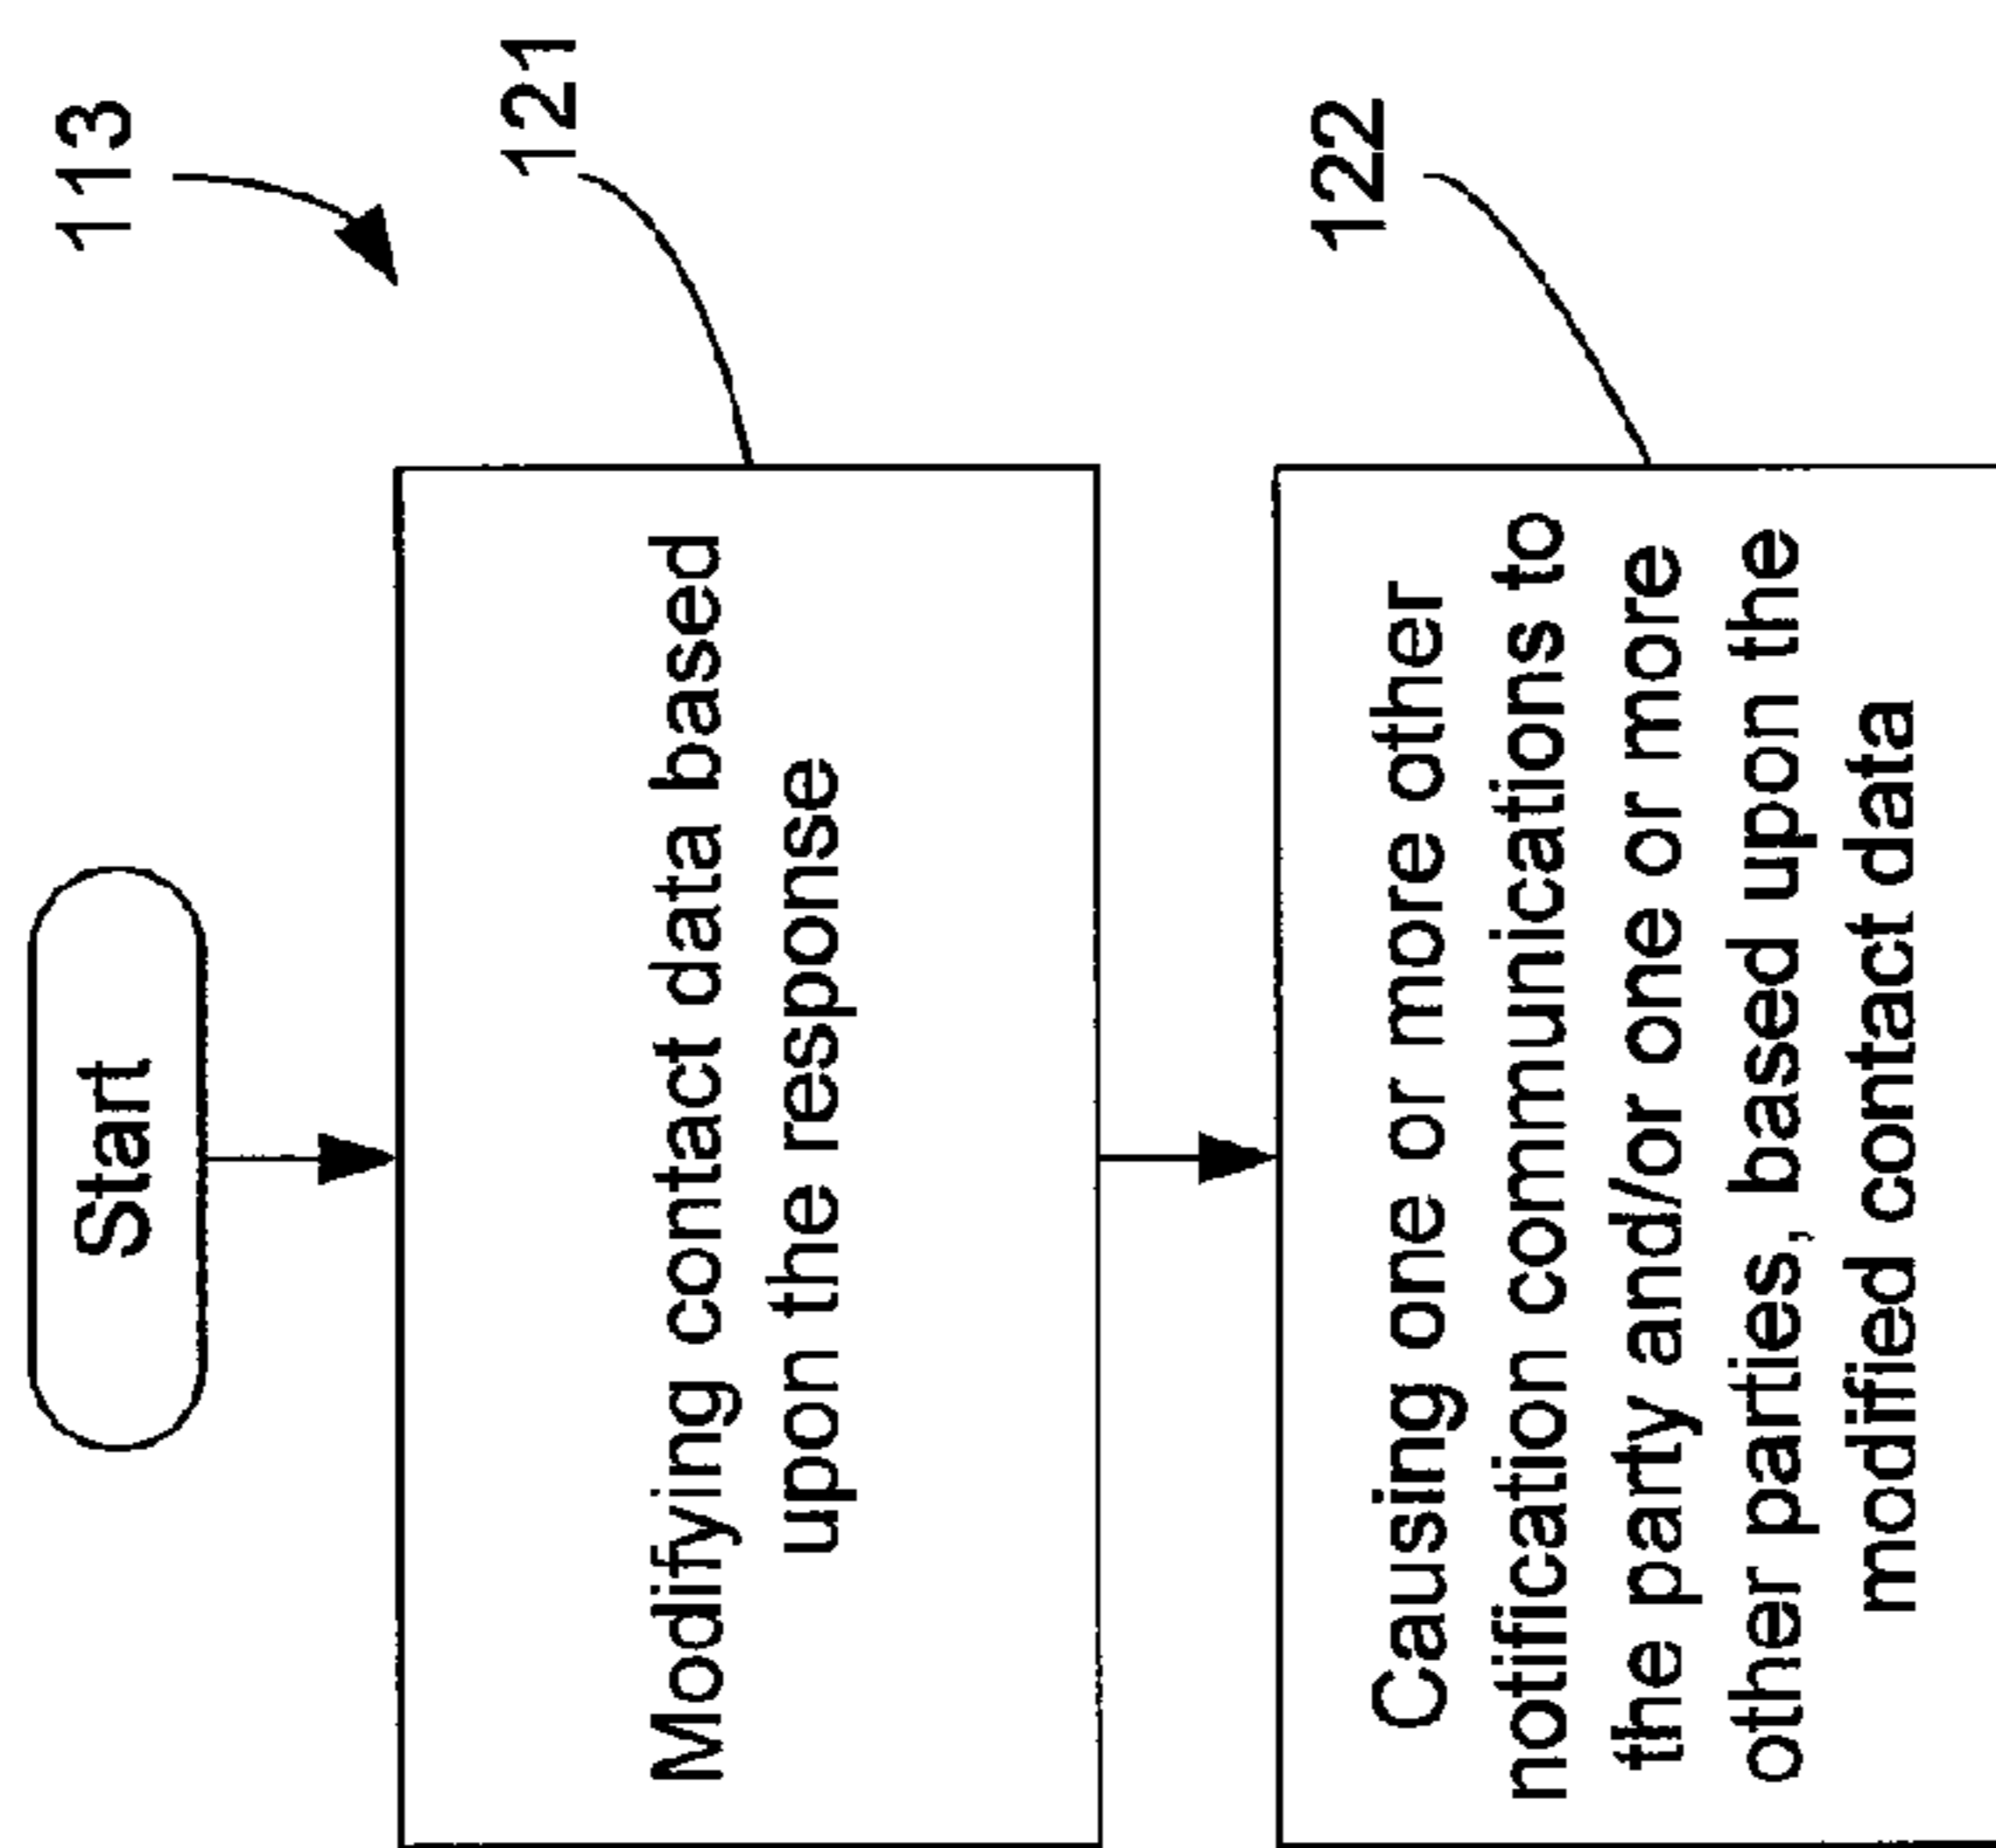 113
Start
121
Modifying contact data based
upon the response
122
Causing one or more other
notification communications to
the party and/or one or more
other parties, based upon the
modified contact data